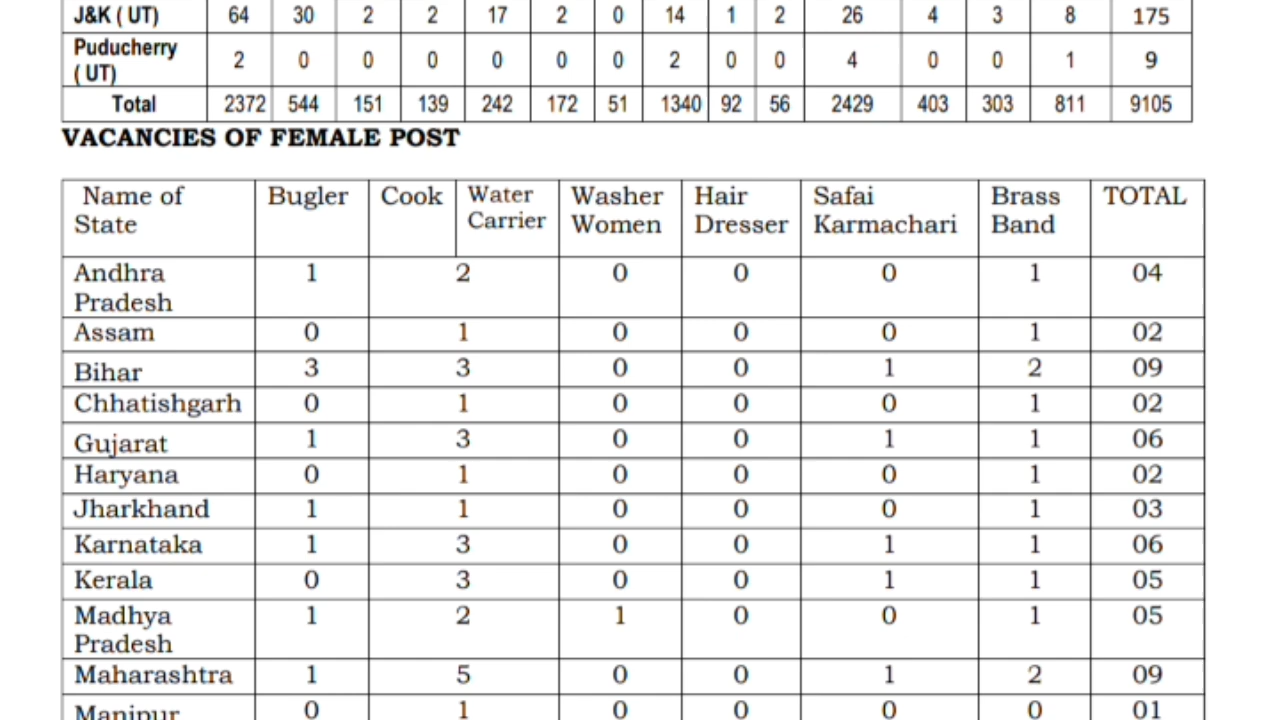 J&K ( UT) 64 30 2 2 17 2 0 14 1 2 26 4 3 8 175
Puducherry
( UT) 2 0 0 0 0 0 0 2 0 0 4 0 0 1 9
Total 2372 544 151 139 242 172 51 1340 92 56 2429 403 303 811 9105
VACANCIES OF FEMALE POST
Name of Bugler Cook Water Washer Hair Safai Brass TOTAL
State Carrier Women Dresser Karmachari Band
Andhra 1 2 0 0 0 1 04
Pradesh
Assam 0 1 0 0 0 1 02
Bihar 3 3 0 0 1 2 09
Chhatishgarh 0 1 0 0 0 1 02
Gujarat 1 3 0 0 1 1 06
Haryana 0 1 0 0 0 1 02
Jharkhand 1 1 0 0 0 1 03
Karnataka 1 3 0 0 1 1 06
Kerala 0 3 0 0 1 1 05
Madhya 1 2 1 0 0 1 05
Pradesh
Maharashtra 1 5 0 0 1 2 09
Manipur 0 1 0 0 0 0 01